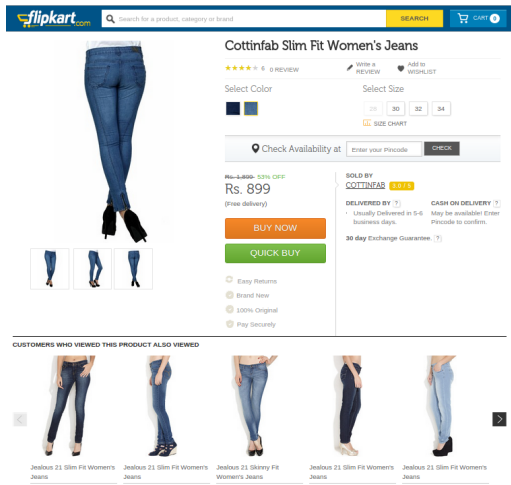 flipkart.com
Search for a product, category or brand
SEARCH
CART 0
Cottinfab Slim Fit Women's Jeans
6 0 REVIEW
Write a REVIEW
Add to WISHLIST
Select Color
Select Size
28 30 32 34
SIZE CHART
Check Availability at
Enter your Pincode
CHECK
Rs. 1,899 53% OFF
Rs. 899
(Free delivery)
BUY NOW
QUICK BUY
Easy Returns
Brand New
100% Original
Pay Securely
SOLD BY
COTTINFAB 3.8 / 5
DELIVERED BY ?
Usually Delivered in 5-6
business days.
CASH ON DELIVERY ?
May be available! Enter
Pincode to confirm.
30 day Exchange Guarantee. ?
CUSTOMERS WHO VIEWED THIS PRODUCT ALSO VIEWED
Jealous 21 Slim Fit Women's
Jeans
Jealous 21 Slim Fit Women's
Jeans
Jealous 21 Skinny Fit
Women's Jeans
Jealous 21 Slim Fit Women's
Jeans
Jealous 21 Slim Fit Women's
Jeans